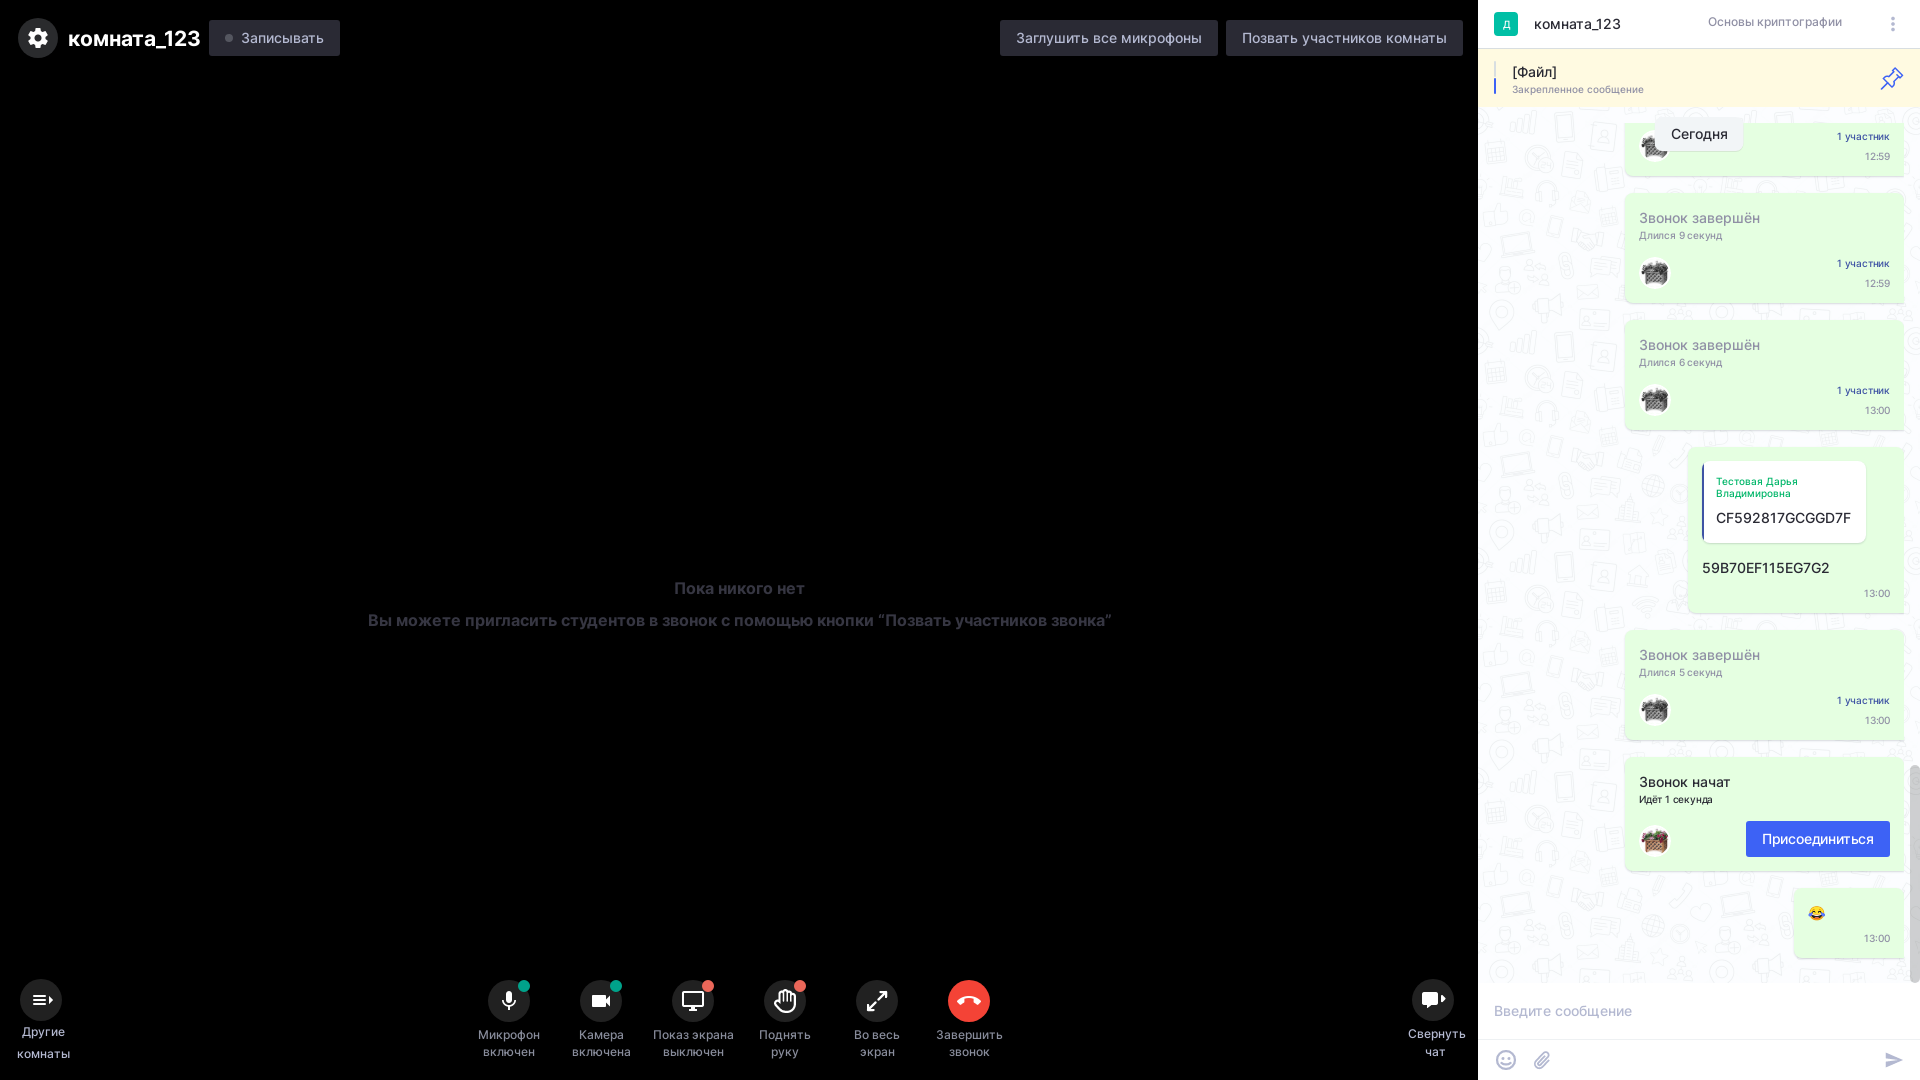 комната_123
Записывать
Заглушить все микрофоны
Позвать участников комнаты
Пока никого нет
Вы можете пригласить студентов в звонок с помощью кнопки “Позвать участников звонка”
Другие
комнаты
Микрофон
включен
Камера
включена
Показ экрана
выключен
Поднять
руку
Во весь
экран
Завершить
звонок
Свернуть
чат
Д
комната_123
Основы криптографии
[Файл]
Закрепленное сообщение
Сегодня
1 участник
12:59
Звонок завершён
Длился 9 секунд
1 участник
12:59
Звонок завершён
Длился 6 секунд
1 участник
13:00
Тестовая Дарья
Владимировна
CF592817GCGGD7F
59B70EF115EG7G2
13:00
Звонок завершён
Длился 5 секунд
1 участник
13:00
Звонок начат
Идёт 1 секунда
Присоединиться
😂
13:00
Введите сообщение